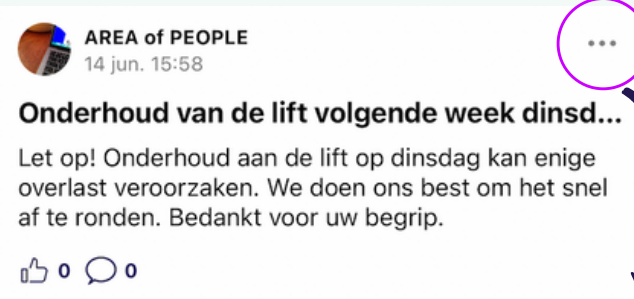 AREA of PEOPLE
14 jun. 15:58
Onderhoud van de lift volgende week dinsd...
Let op! Onderhoud aan de lift op dinsdag kan enige
overlast veroorzaken. We doen ons best om het snel
af te ronden. Bedankt voor uw begrip.
0 0